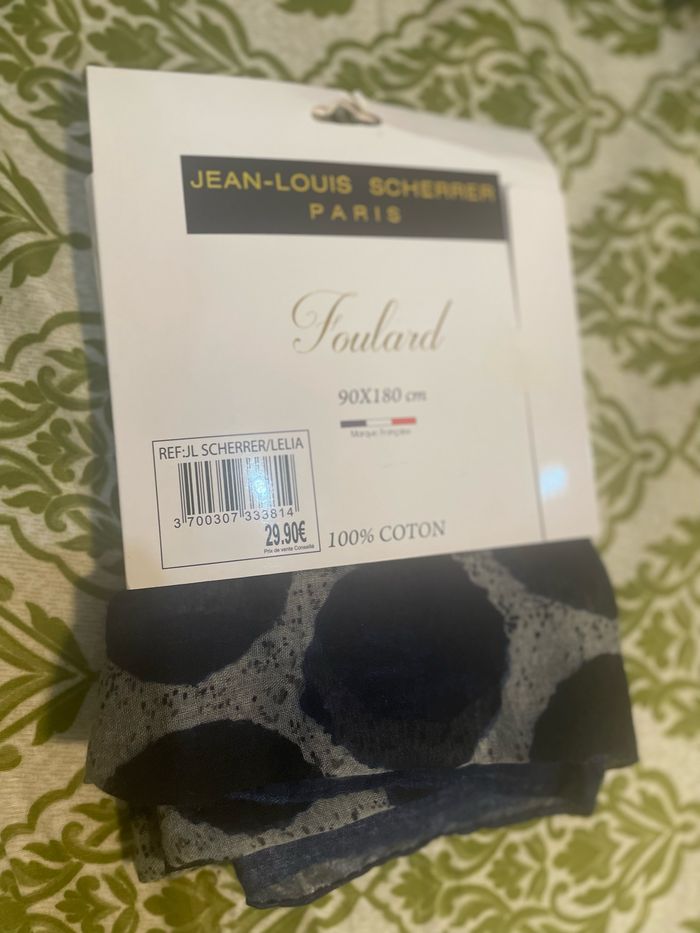 JEAN-LOUIS SCHERRER
PARIS
Foulard
90X180 cm
Marque Française
REF:JL SCHERRER/LELIA
3 700307 333814
29.90€
Prix de vente Conseillé
100% COTON